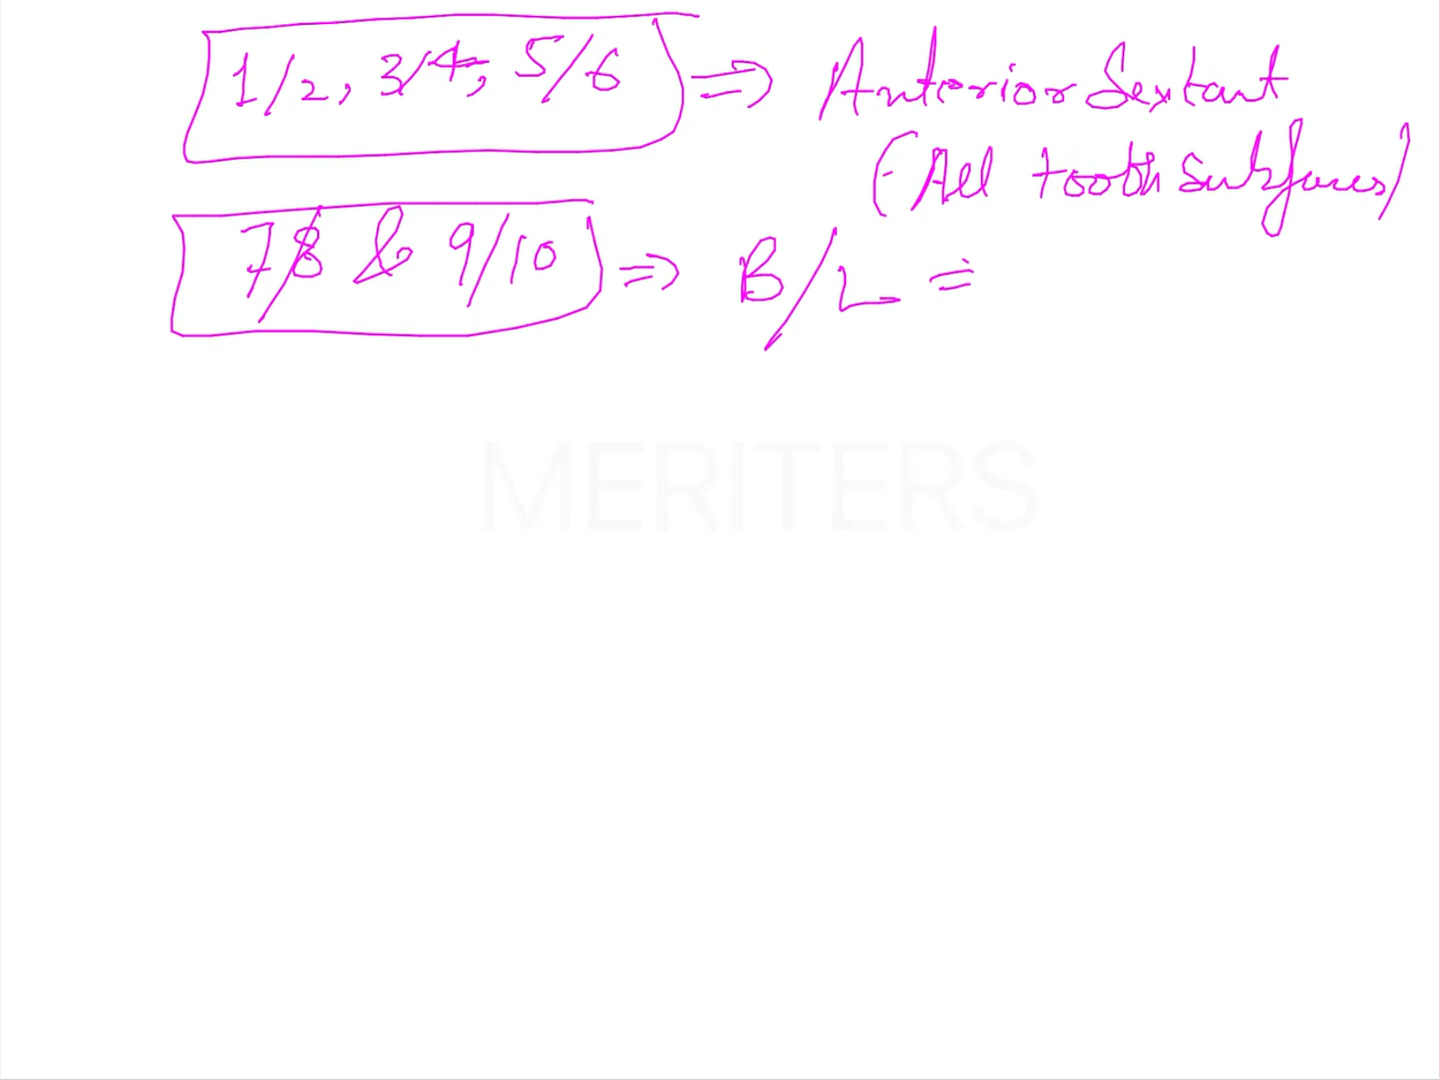 1/2, 3/4, 5/6 ⇒ Anterior Sextant
(All tooth surfaces)
7/8 & 9/10 ⇒ B/L =
MERITERS